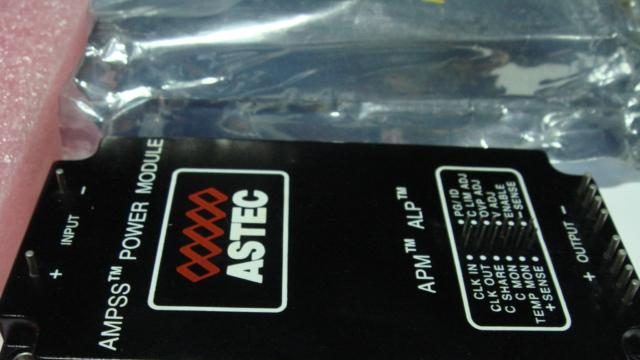 INPUT
+ -
AMPSS™ POWER MODULE
ASTEC
APM™ ALP™
CLK IN • • PG/ID
CLK OUT • • C LIM ADJ
C SHARE • • OVP ADJ
C MON • • V ADJ
TEMP MON • • ENABLE
+SENSE • • -SENSE
+ OUTPUT -